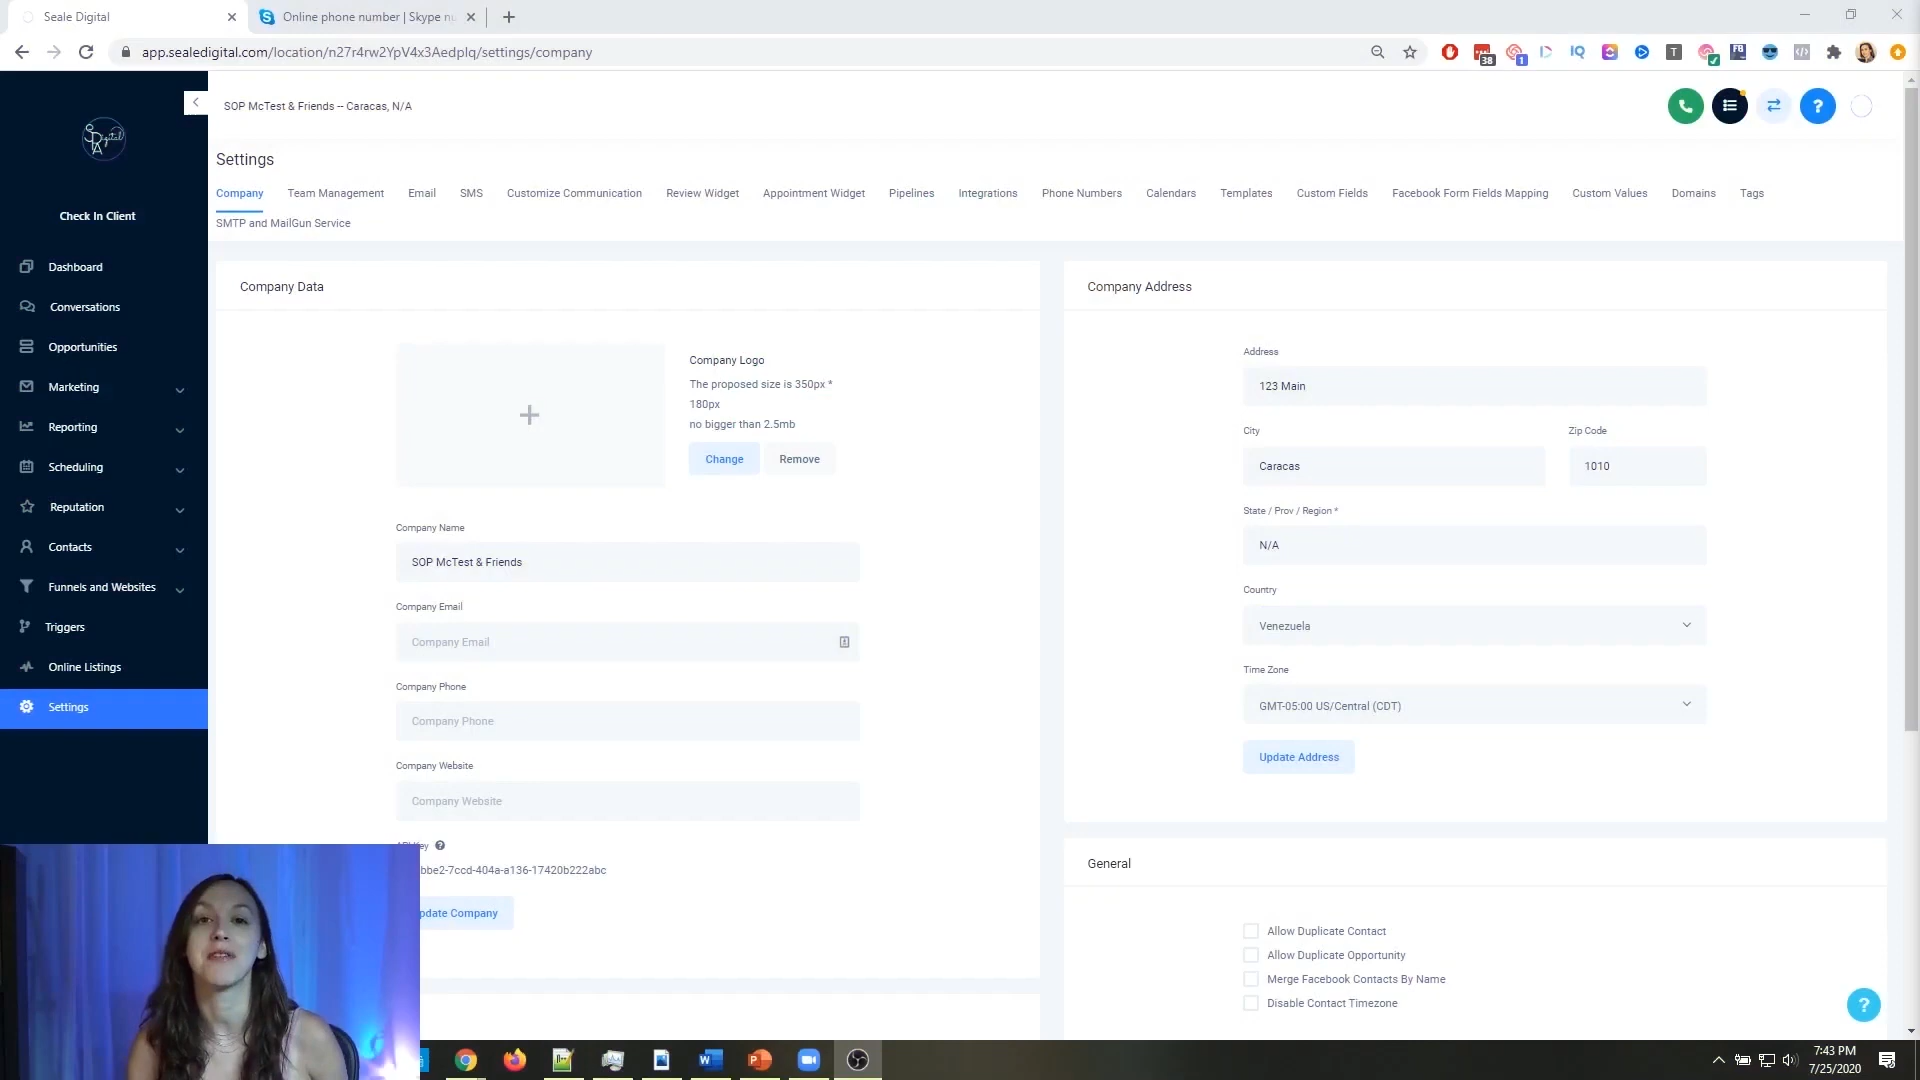 Seale Digital
Online phone number | Skype nu
app.sealedigital.com/location/n27r4rw2YpV4x3Aedplq/settings/company
38
1
IQ
T
FB
Digital
SOP McTest & Friends -- Caracas, N/A
Settings
Company Team Management Email SMS Customize Communication Review Widget Appointment Widget Pipelines Integrations Phone Numbers Calendars Templates Custom Fields Facebook Form Fields Mapping Custom Values Domains Tags
SMTP and MailGun Service
Check In Client
Dashboard
Conversations
Opportunities
Marketing
Reporting
Scheduling
Reputation
Contacts
Funnels and Websites
Triggers
Online Listings
Settings
Company Data
Company Logo
The proposed size is 350px *
180px
no bigger than 2.5mb
Change Remove
Company Name
SOP McTest & Friends
Company Email
Company Email
Company Phone
Company Phone
Company Website
Company Website
bbe2-7ccd-404a-a136-17420b222abc
pdate Company
Company Address
Address
123 Main
City Zip Code
Caracas 1010
State / Prov / Region *
N/A
Country
Venezuela
Time Zone
GMT-05:00 US/Central (CDT)
Update Address
General
Allow Duplicate Contact
Allow Duplicate Opportunity
Merge Facebook Contacts By Name
Disable Contact Timezone
?
7:43 PM
7/25/2020